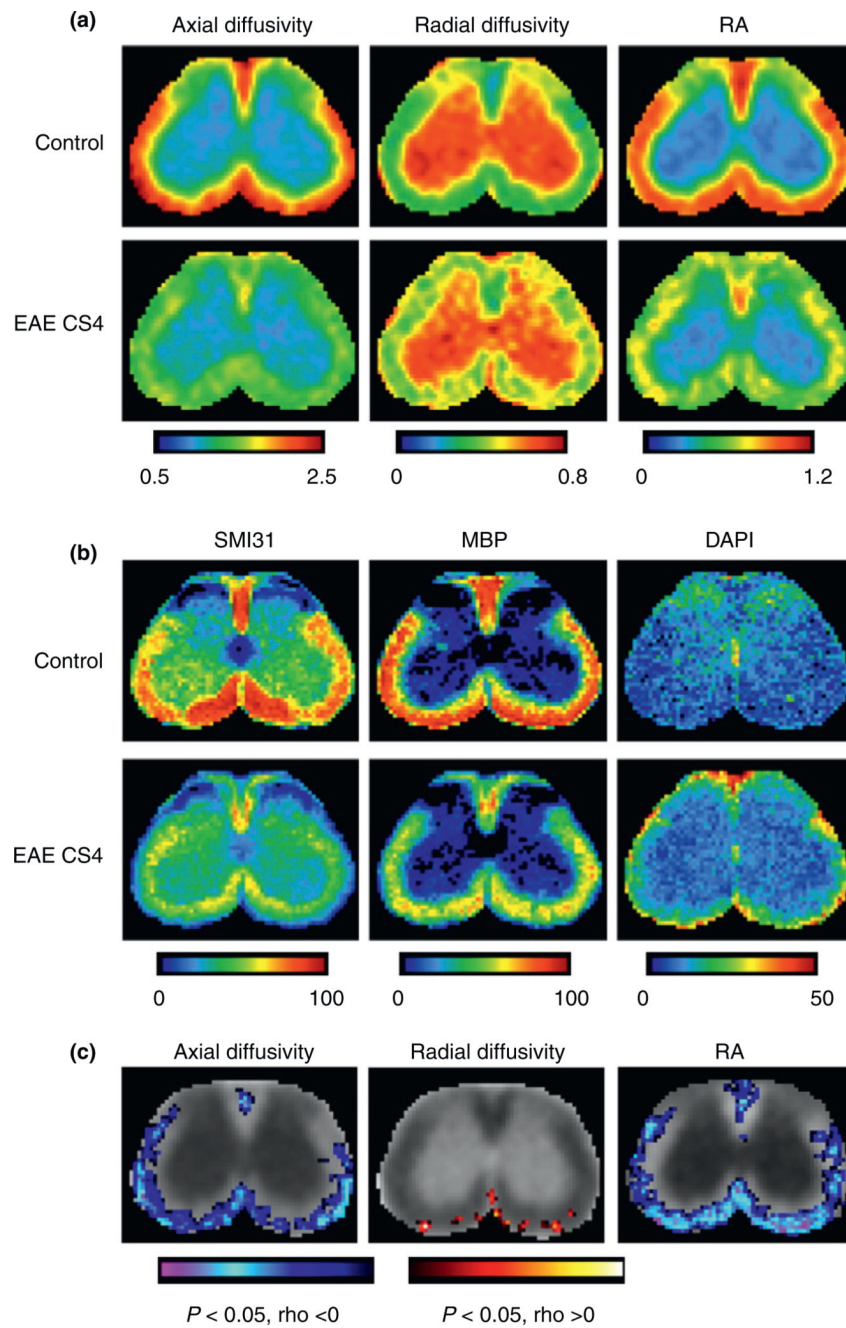 (a)
Axial diffusivity Radial diffusivity RA
Control
EAE CS4
0.5 2.5 0 0.8 0 1.2
(b)
SMI31 MBP DAPI
Control
EAE CS4
0 100 0 100 0 50
(c)
Axial diffusivity Radial diffusivity RA
P < 0.05, rho <0 P < 0.05, rho >0